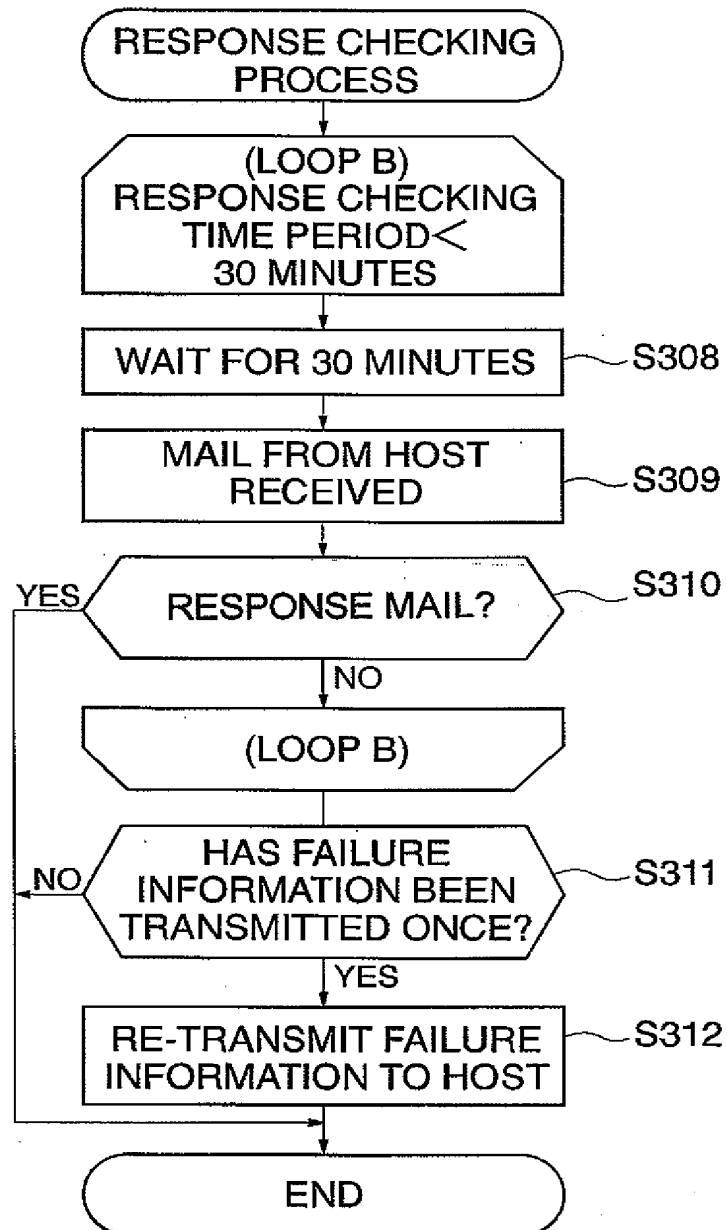 RESPONSE CHECKING
PROCESS
(LOOP B)
RESPONSE CHECKING
TIME PERIOD<
30 MINUTES
WAIT FOR 30 MINUTES
S308
MAIL FROM HOST
RECEIVED
S309
YES
RESPONSE MAIL?
S310
NO
(LOOP B)
NO
HAS FAILURE
INFORMATION BEEN
TRANSMITTED ONCE?
S311
YES
RE-TRANSMIT FAILURE
INFORMATION TO HOST
S312
END